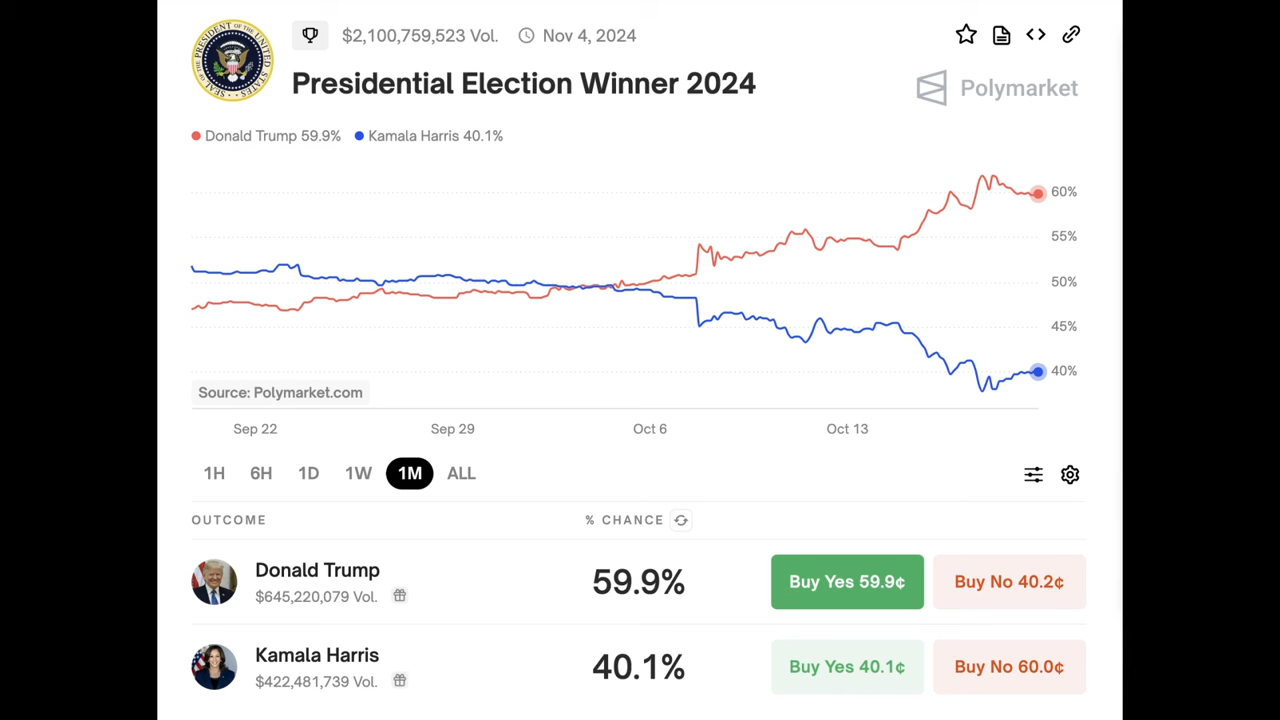 $2,100,759,523 Vol. Nov 4, 2024
Presidential Election Winner 2024
Polymarket
Donald Trump 59.9% Kamala Harris 40.1%
60%
55%
50%
45%
40%
Source: Polymarket.com
Sep 22 Sep 29 Oct 6 Oct 13
1H 6H 1D 1W 1M ALL
OUTCOME % CHANCE
Donald Trump
$645,220,079 Vol.
59.9%
Buy Yes 59.9¢ Buy No 40.2¢
Kamala Harris
$422,481,739 Vol.
40.1%
Buy Yes 40.1¢ Buy No 60.0¢